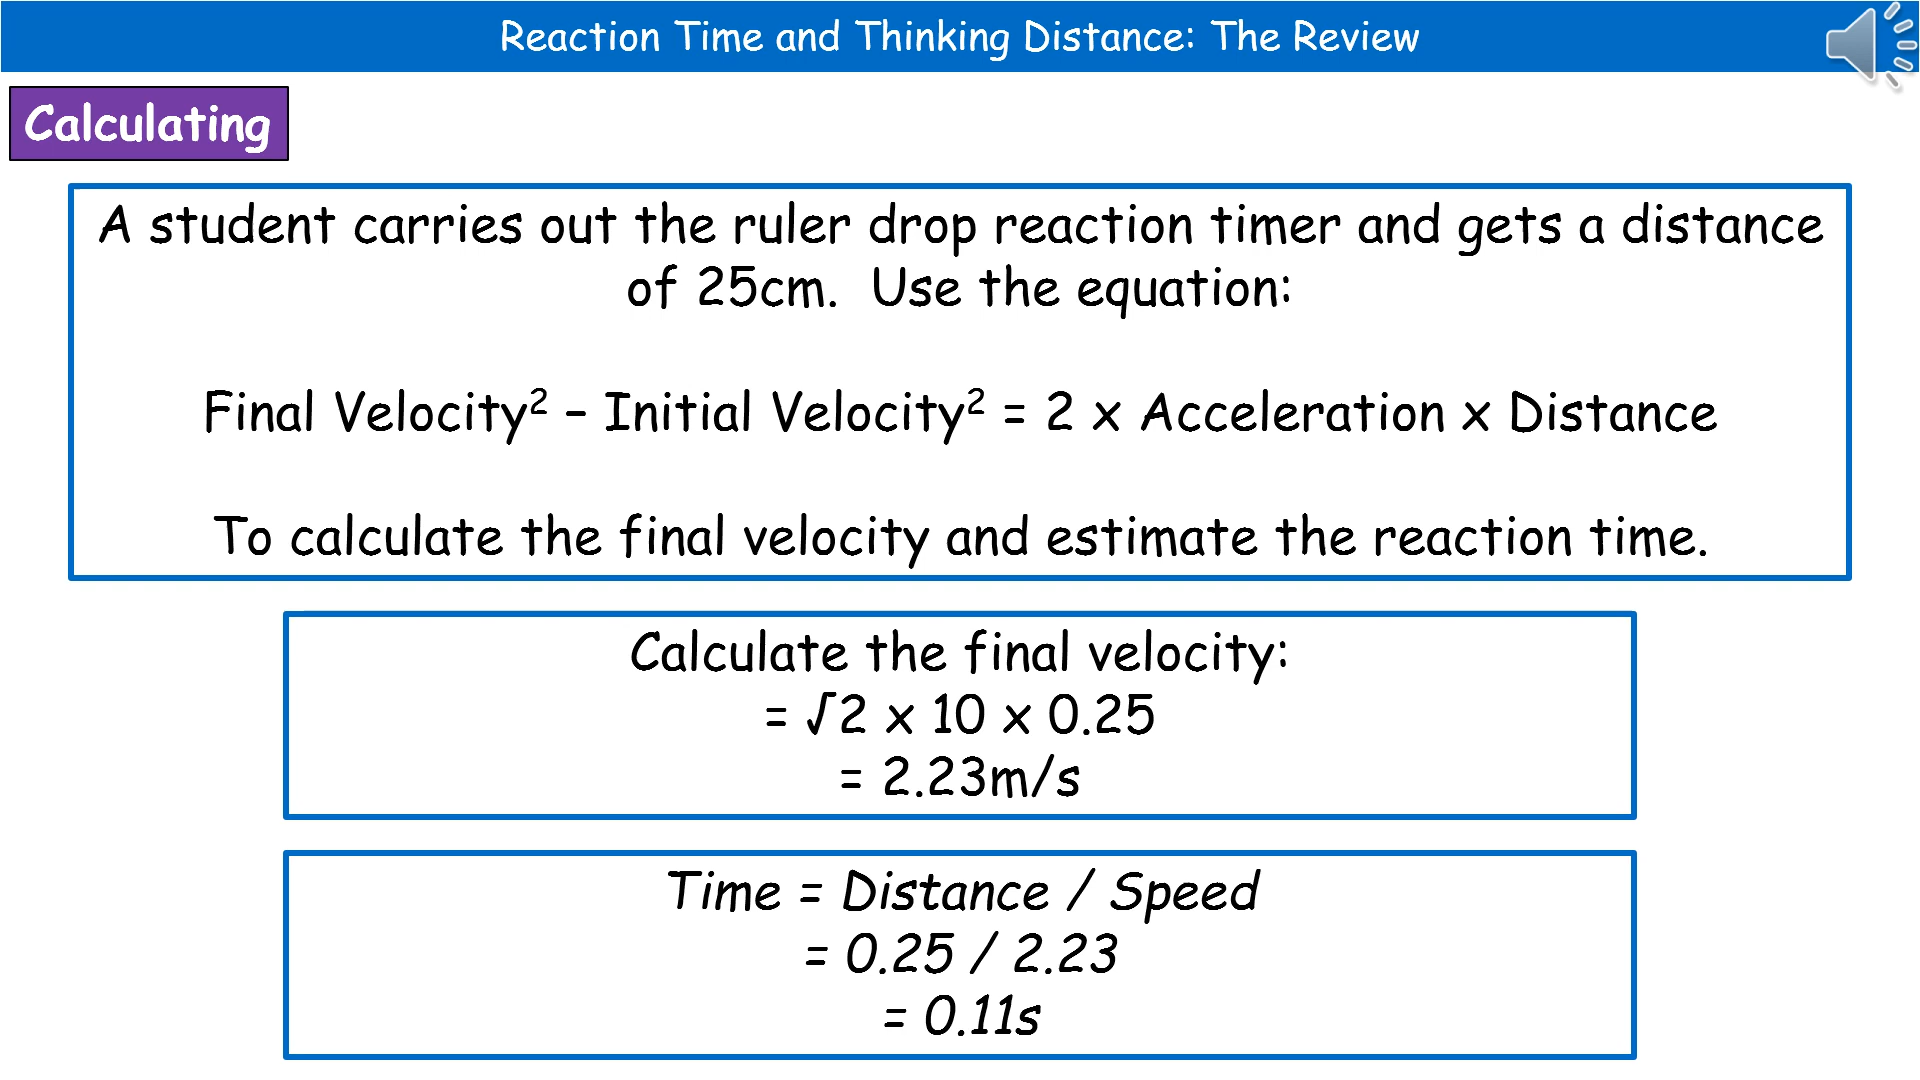 Reaction Time and Thinking Distance: The Review
Calculating
A student carries out the ruler drop reaction timer and gets a distance
of 25cm.  Use the equation:
Final Velocity² – Initial Velocity² = 2 x Acceleration x Distance
To calculate the final velocity and estimate the reaction time.
Calculate the final velocity:
= √2 x 10 x 0.25
= 2.23m/s
Time = Distance / Speed
= 0.25 / 2.23
= 0.11s